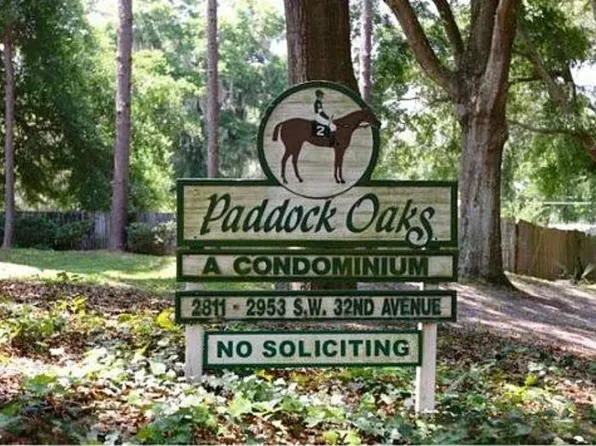 2
Paddock Oaks
A CONDOMINIUM
2811 - 2953 S.W. 32ND AVENUE
NO SOLICITING